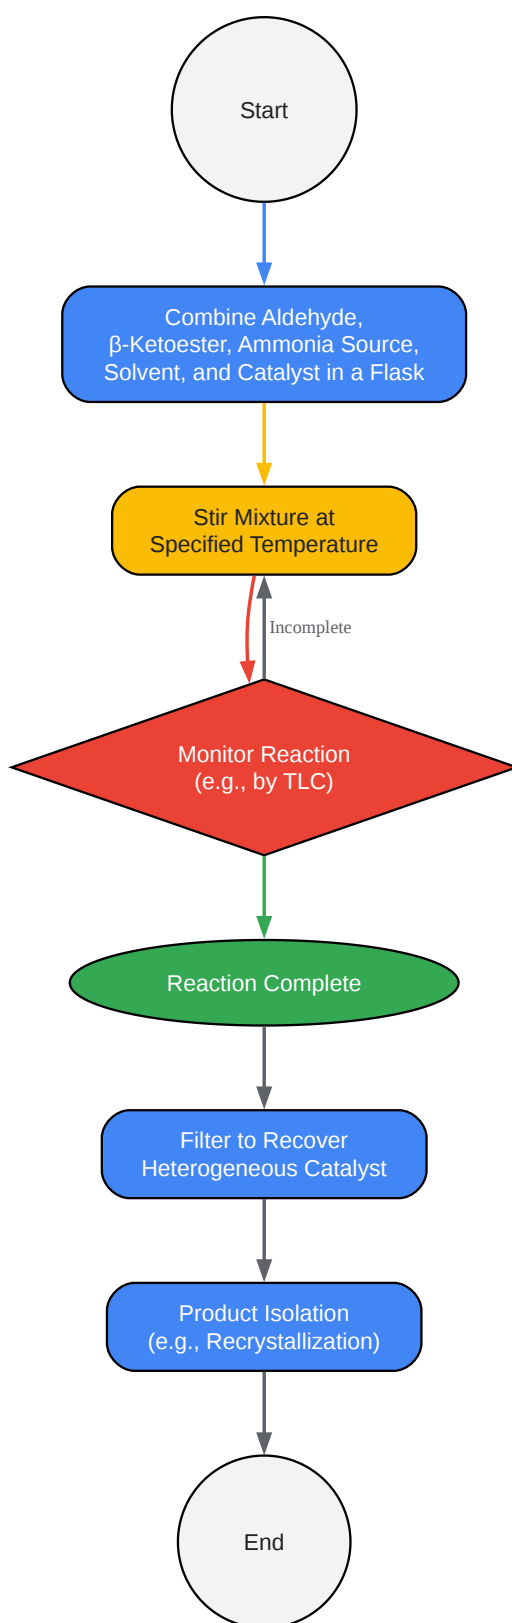 Start
Combine Aldehyde,
β-Ketoester, Ammonia Source,
Solvent, and Catalyst in a Flask
Stir Mixture at
Specified Temperature
Incomplete
Monitor Reaction
(e.g., by TLC)
Reaction Complete
Filter to Recover
Heterogeneous Catalyst
Product Isolation
(e.g., Recrystallization)
End